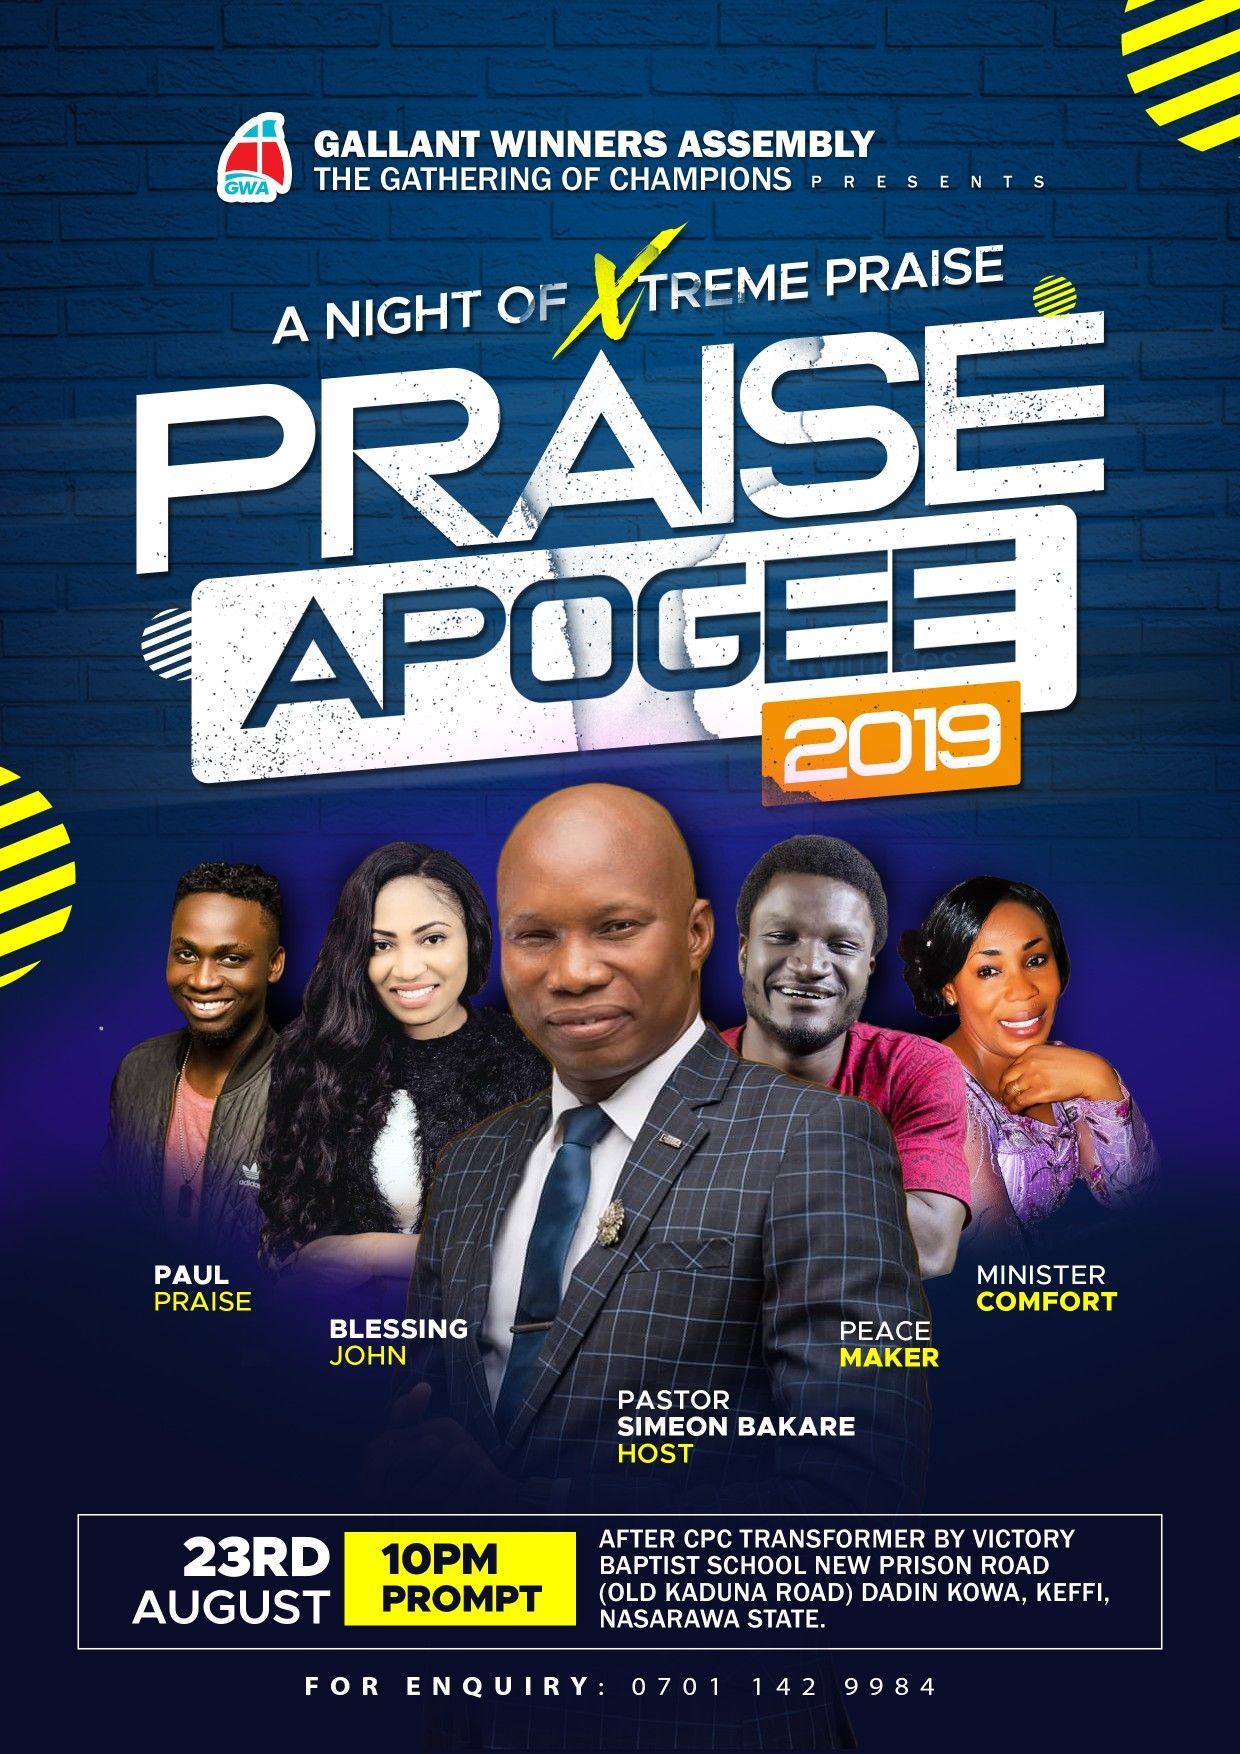 GWA
GALLANT WINNERS ASSEMBLY
THE GATHERING OF CHAMPIONS PRESENTS
A NIGHT OF XTREME PRAISE
PRAISE
APOGEE
2019
adidas
PAUL
PRAISE
BLESSING
JOHN
PASTOR
SIMEON BAKARE
HOST
PEACE
MAKER
MINISTER
COMFORT
23RD
AUGUST
10PM
PROMPT
AFTER CPC TRANSFORMER BY VICTORY
BAPTIST SCHOOL NEW PRISON ROAD
(OLD KADUNA ROAD) DADIN KOWA, KEFFI,
NASARAWA STATE.
FOR ENQUIRY: 0701 142 9984